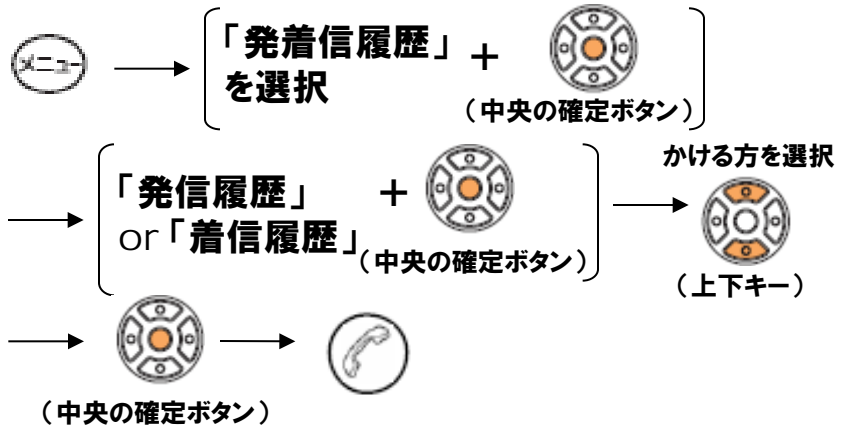 メニュー
「発着信履歴」
を選択
+
（中央の確定ボタン）
「発信履歴」
or「着信履歴」
+
（中央の確定ボタン）
かける方を選択
（上下キー）
（中央の確定ボタン）